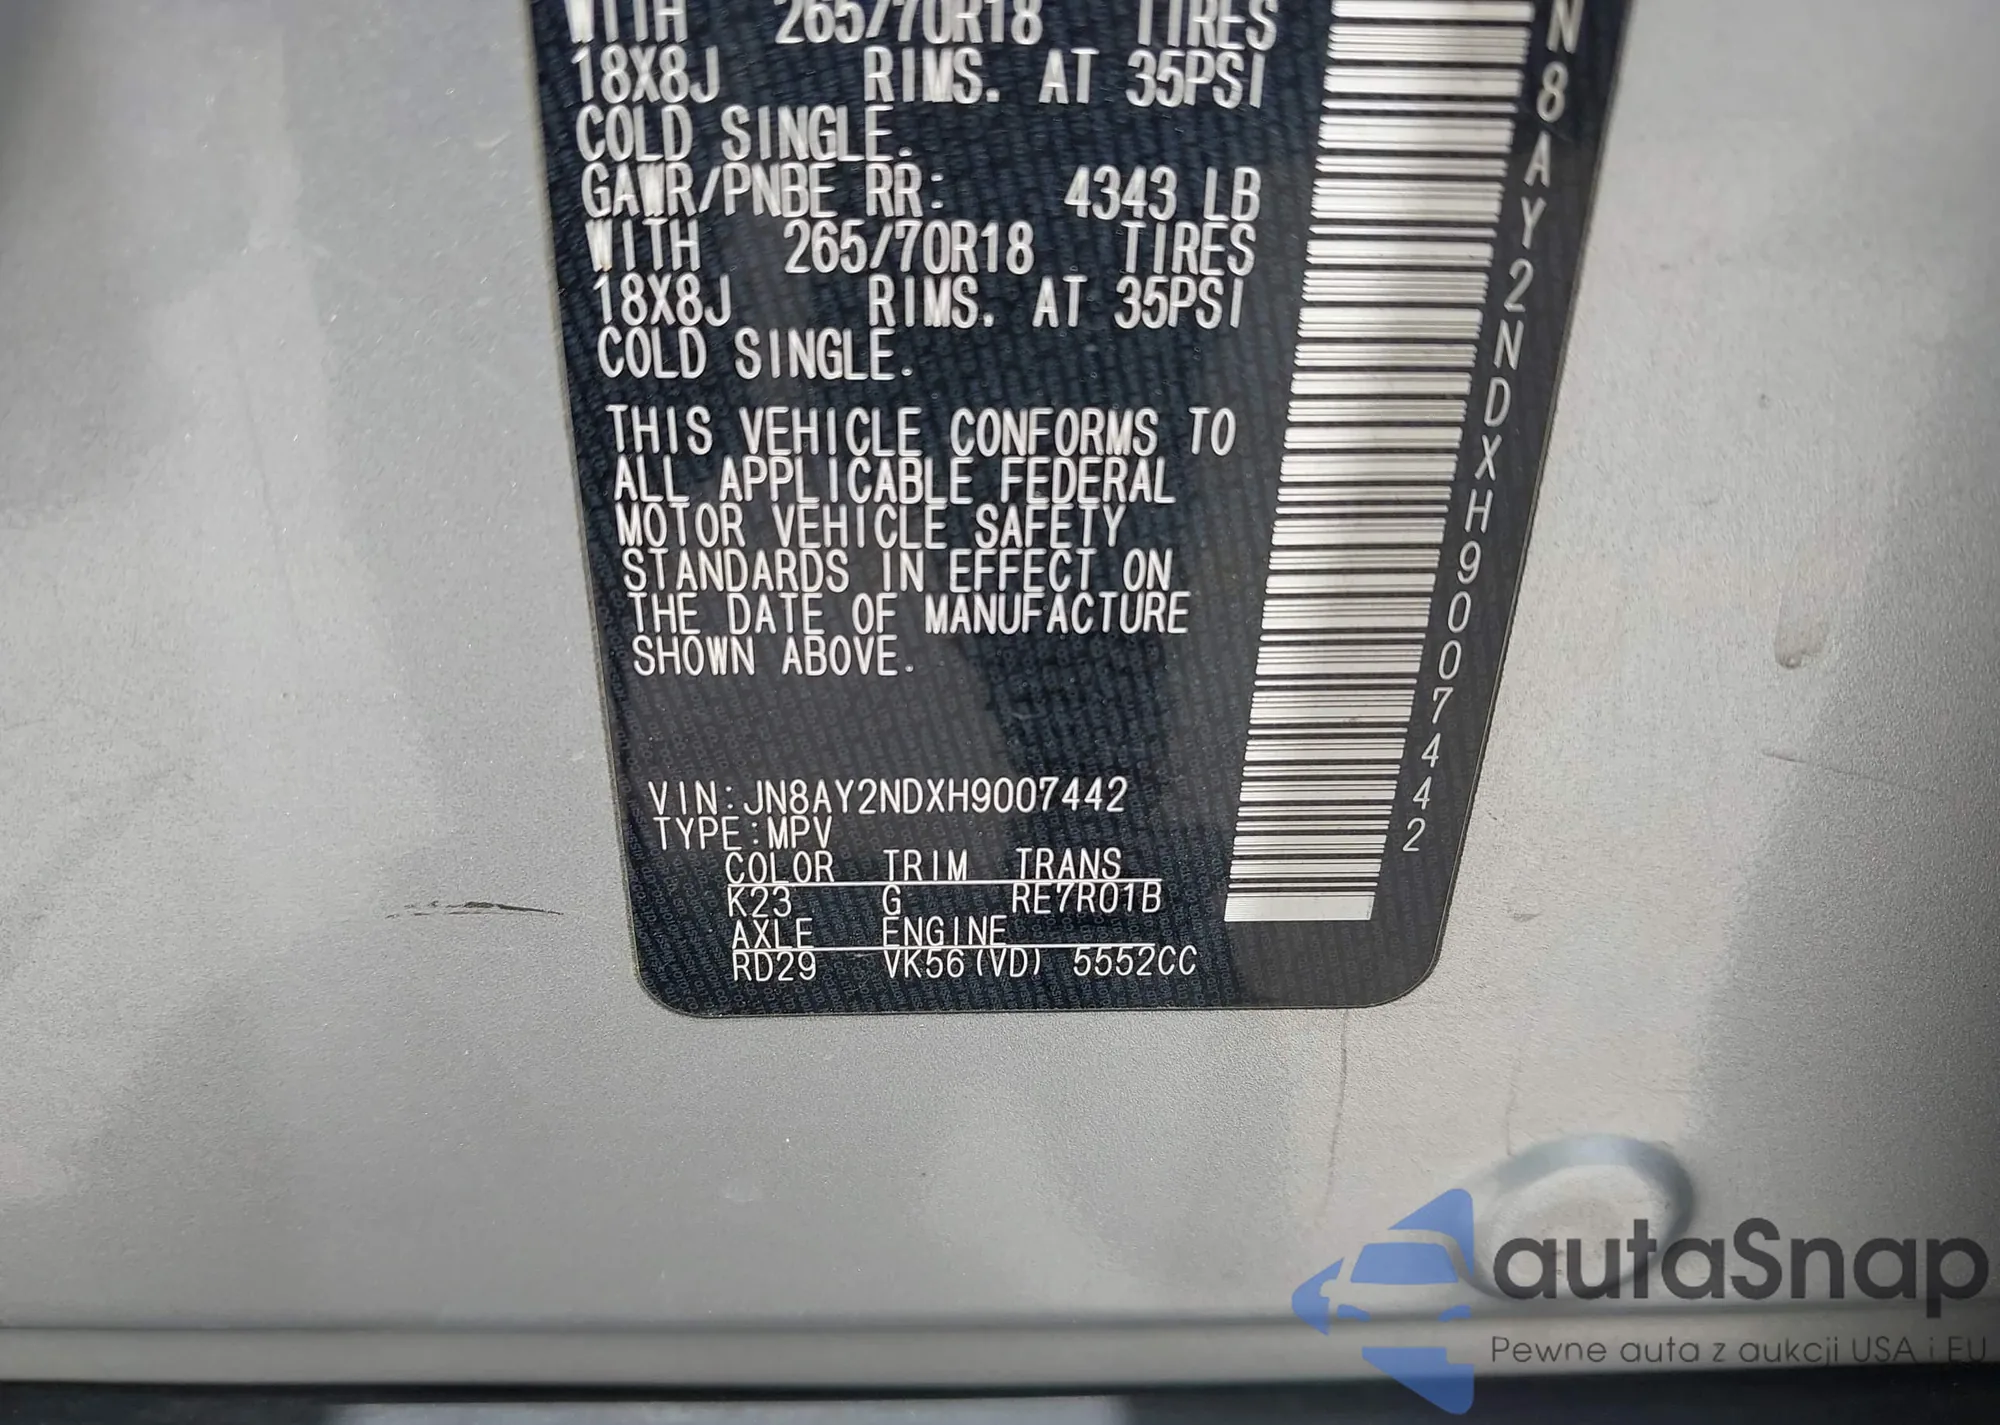 WITH 265/70R18 TIRES
18X8J RIMS. AT 35PSI
COLD SINGLE.
GAWR/PNBE RR: 4343 LB
WITH 265/70R18 TIRES
18X8J RIMS. AT 35PSI
COLD SINGLE.
THIS VEHICLE CONFORMS TO
ALL APPLICABLE FEDERAL
MOTOR VEHICLE SAFETY
STANDARDS IN EFFECT ON
THE DATE OF MANUFACTURE
SHOWN ABOVE.
VIN:JN8AY2NDXH9007442
TYPE:MPV
COLOR TRIM TRANS
K23 G RE7R01B
AXLE ENGINE
RD29 VK56(VD) 5552CC
N8AY2NDXH9007442
autaSnap
Pewne auta z aukcji USA i EU